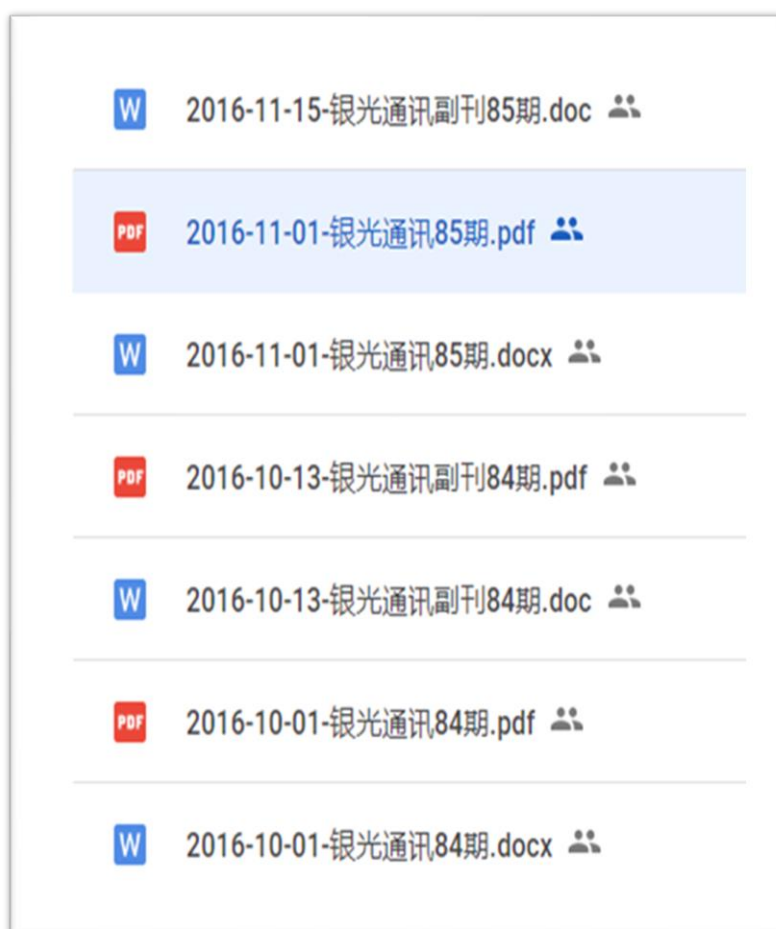 W 2016-11-15-银光通讯副刊85期.doc
PDF 2016-11-01-银光通讯85期.pdf
W 2016-11-01-银光通讯85期.docx
PDF 2016-10-13-银光通讯副刊84期.pdf
W 2016-10-13-银光通讯副刊84期.doc
PDF 2016-10-01-银光通讯84期.pdf
W 2016-10-01-银光通讯84期.docx